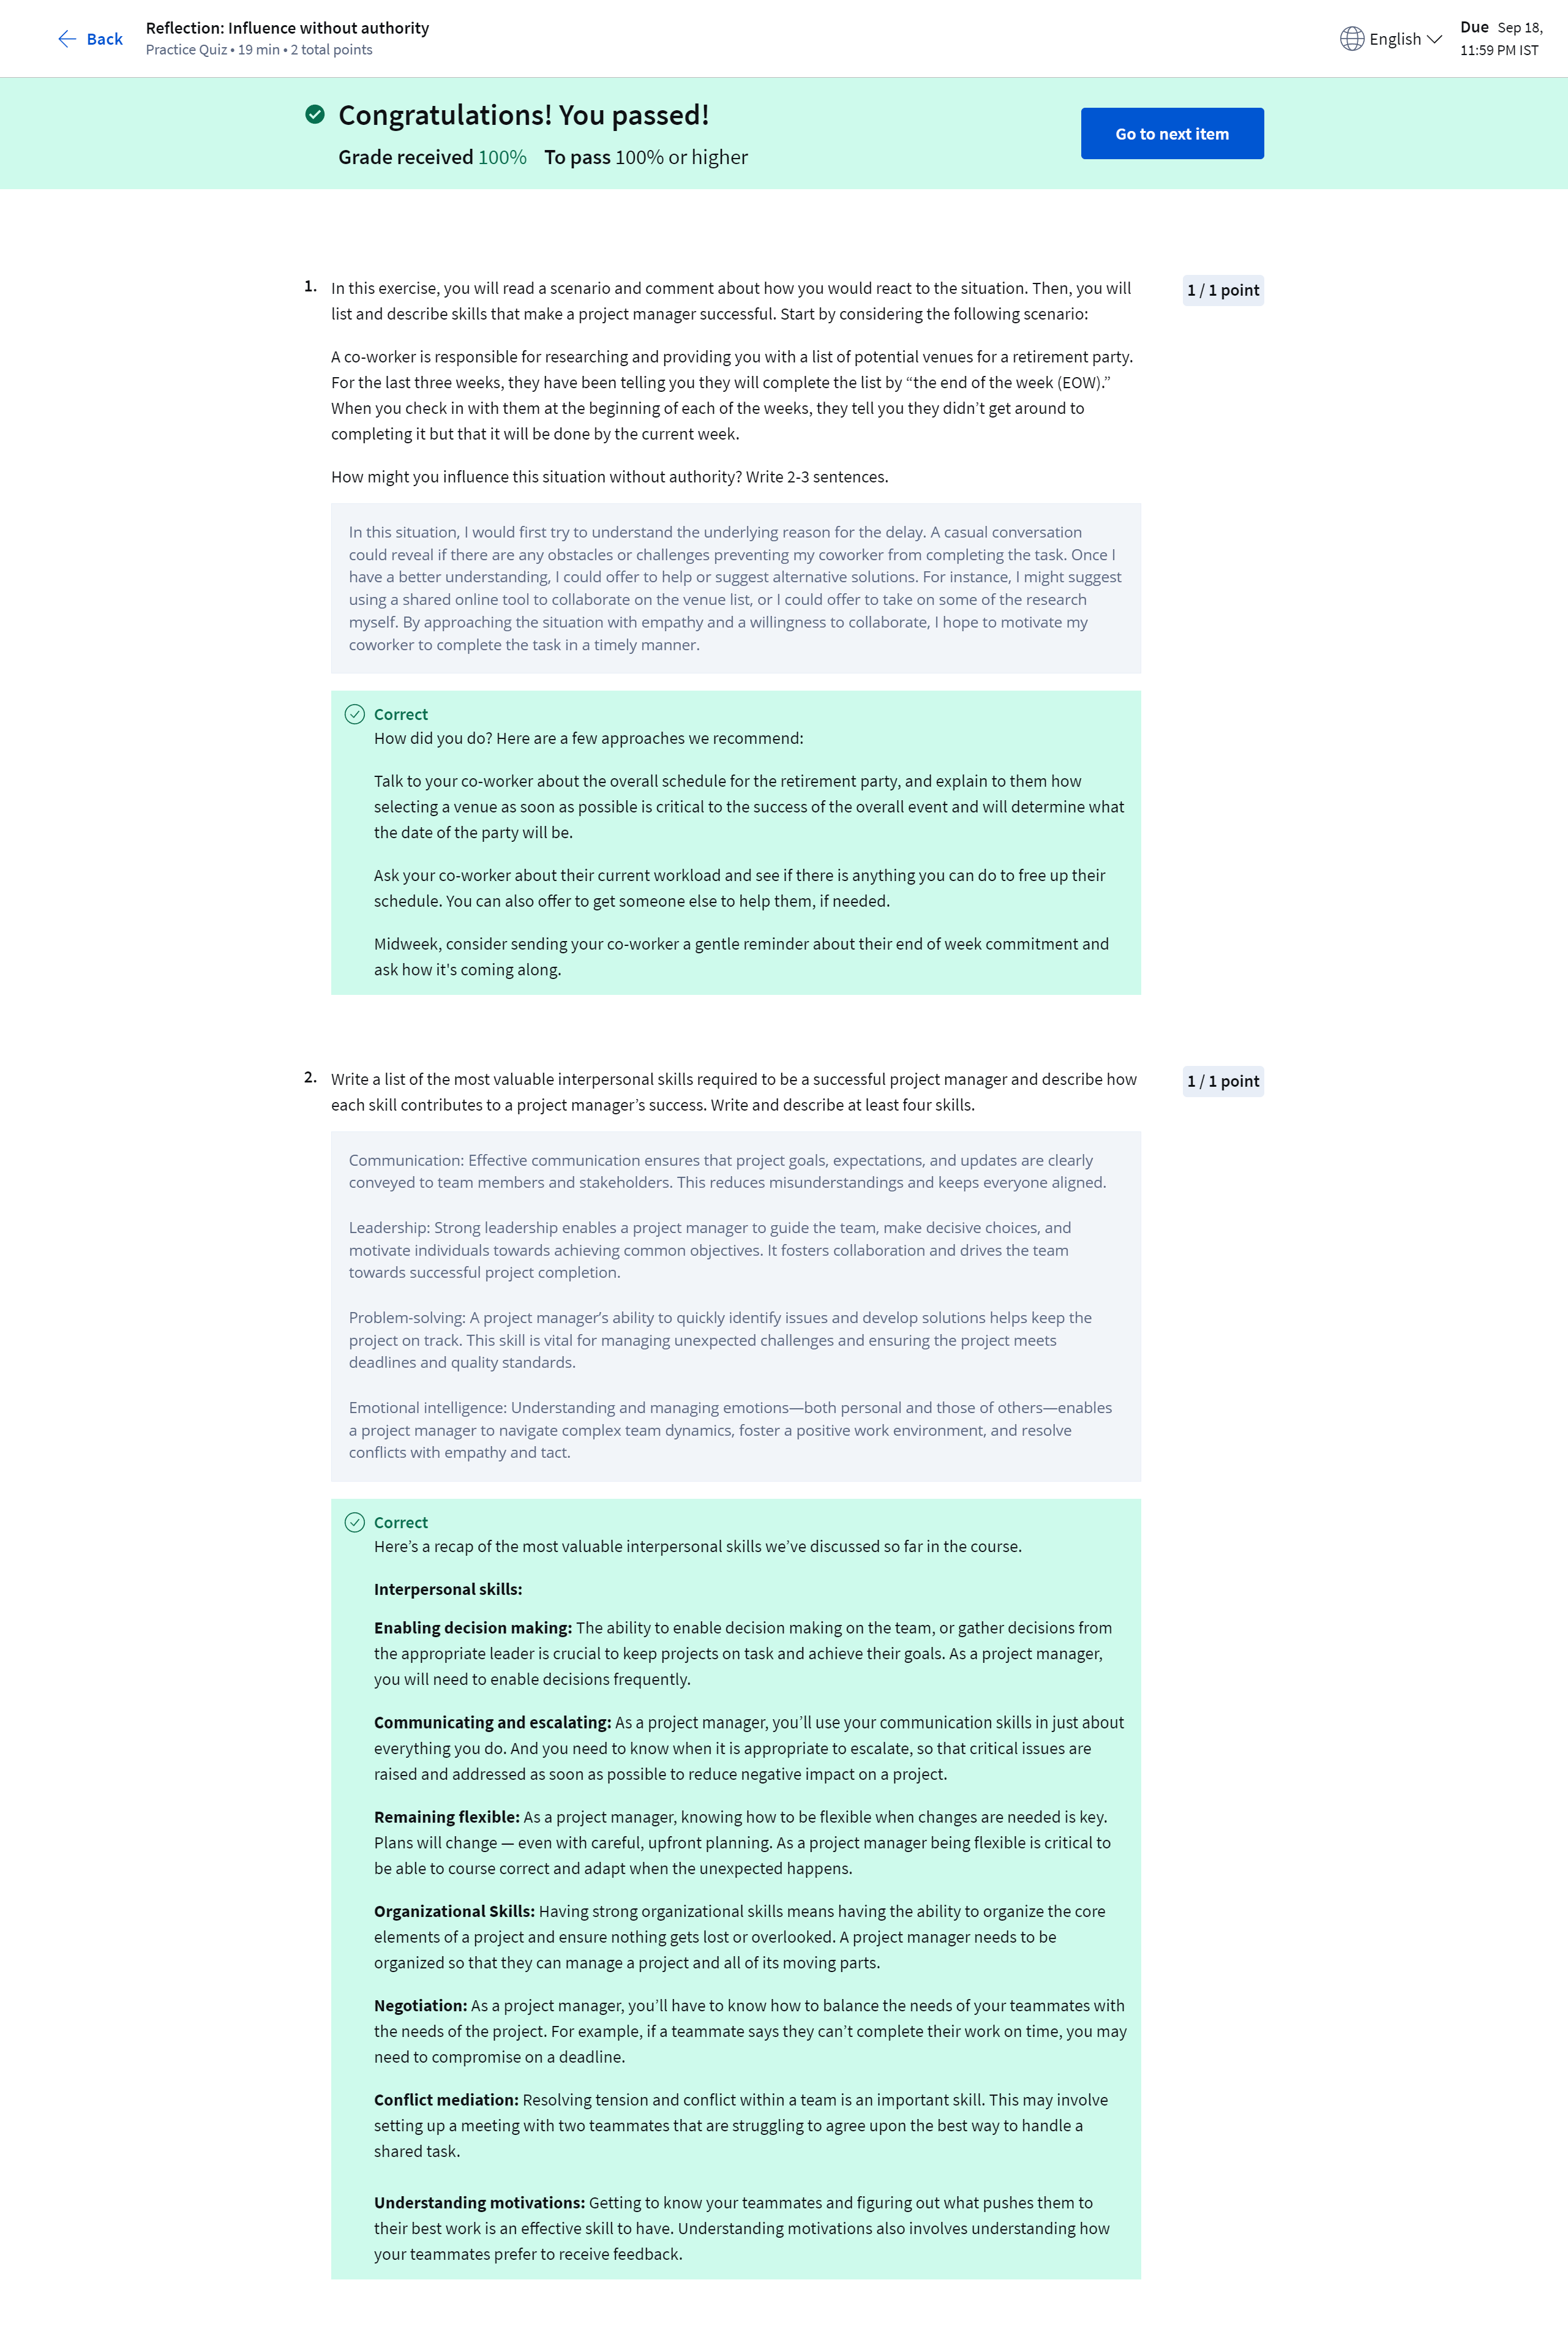 Back
Reflection: Influence without authority
Practice Quiz • 19 min • 2 total points
English
Due Sep 18,
11:59 PM IST
Congratulations! You passed!
Grade received 100% To pass 100% or higher
Go to next item
1.
In this exercise, you will read a scenario and comment about how you would react to the situation. Then, you will
list and describe skills that make a project manager successful. Start by considering the following scenario:
1 / 1 point
A co-worker is responsible for researching and providing you with a list of potential venues for a retirement party.
For the last three weeks, they have been telling you they will complete the list by “the end of the week (EOW).”
When you check in with them at the beginning of each of the weeks, they tell you they didn’t get around to
completing it but that it will be done by the current week.
How might you influence this situation without authority? Write 2-3 sentences.
In this situation, I would first try to understand the underlying reason for the delay. A casual conversation
could reveal if there are any obstacles or challenges preventing my coworker from completing the task. Once I
have a better understanding, I could offer to help or suggest alternative solutions. For instance, I might suggest
using a shared online tool to collaborate on the venue list, or I could offer to take on some of the research
myself. By approaching the situation with empathy and a willingness to collaborate, I hope to motivate my
coworker to complete the task in a timely manner.
Correct
How did you do? Here are a few approaches we recommend:
Talk to your co-worker about the overall schedule for the retirement party, and explain to them how
selecting a venue as soon as possible is critical to the success of the overall event and will determine what
the date of the party will be.
Ask your co-worker about their current workload and see if there is anything you can do to free up their
schedule. You can also offer to get someone else to help them, if needed.
Midweek, consider sending your co-worker a gentle reminder about their end of week commitment and
ask how it's coming along.
2.
Write a list of the most valuable interpersonal skills required to be a successful project manager and describe how
each skill contributes to a project manager’s success. Write and describe at least four skills.
1 / 1 point
Communication: Effective communication ensures that project goals, expectations, and updates are clearly
conveyed to team members and stakeholders. This reduces misunderstandings and keeps everyone aligned.
Leadership: Strong leadership enables a project manager to guide the team, make decisive choices, and
motivate individuals towards achieving common objectives. It fosters collaboration and drives the team
towards successful project completion.
Problem-solving: A project manager’s ability to quickly identify issues and develop solutions helps keep the
project on track. This skill is vital for managing unexpected challenges and ensuring the project meets
deadlines and quality standards.
Emotional intelligence: Understanding and managing emotions—both personal and those of others—enables
a project manager to navigate complex team dynamics, foster a positive work environment, and resolve
conflicts with empathy and tact.
Correct
Here’s a recap of the most valuable interpersonal skills we’ve discussed so far in the course.
Interpersonal skills:
Enabling decision making: The ability to enable decision making on the team, or gather decisions from
the appropriate leader is crucial to keep projects on task and achieve their goals. As a project manager,
you will need to enable decisions frequently.
Communicating and escalating: As a project manager, you’ll use your communication skills in just about
everything you do. And you need to know when it is appropriate to escalate, so that critical issues are
raised and addressed as soon as possible to reduce negative impact on a project.
Remaining flexible: As a project manager, knowing how to be flexible when changes are needed is key.
Plans will change — even with careful, upfront planning. As a project manager being flexible is critical to
be able to course correct and adapt when the unexpected happens.
Organizational Skills: Having strong organizational skills means having the ability to organize the core
elements of a project and ensure nothing gets lost or overlooked. A project manager needs to be
organized so that they can manage a project and all of its moving parts.
Negotiation: As a project manager, you’ll have to know how to balance the needs of your teammates with
the needs of the project. For example, if a teammate says they can’t complete their work on time, you may
need to compromise on a deadline.
Conflict mediation: Resolving tension and conflict within a team is an important skill. This may involve
setting up a meeting with two teammates that are struggling to agree upon the best way to handle a
shared task.
Understanding motivations: Getting to know your teammates and figuring out what pushes them to
their best work is an effective skill to have. Understanding motivations also involves understanding how
your teammates prefer to receive feedback.